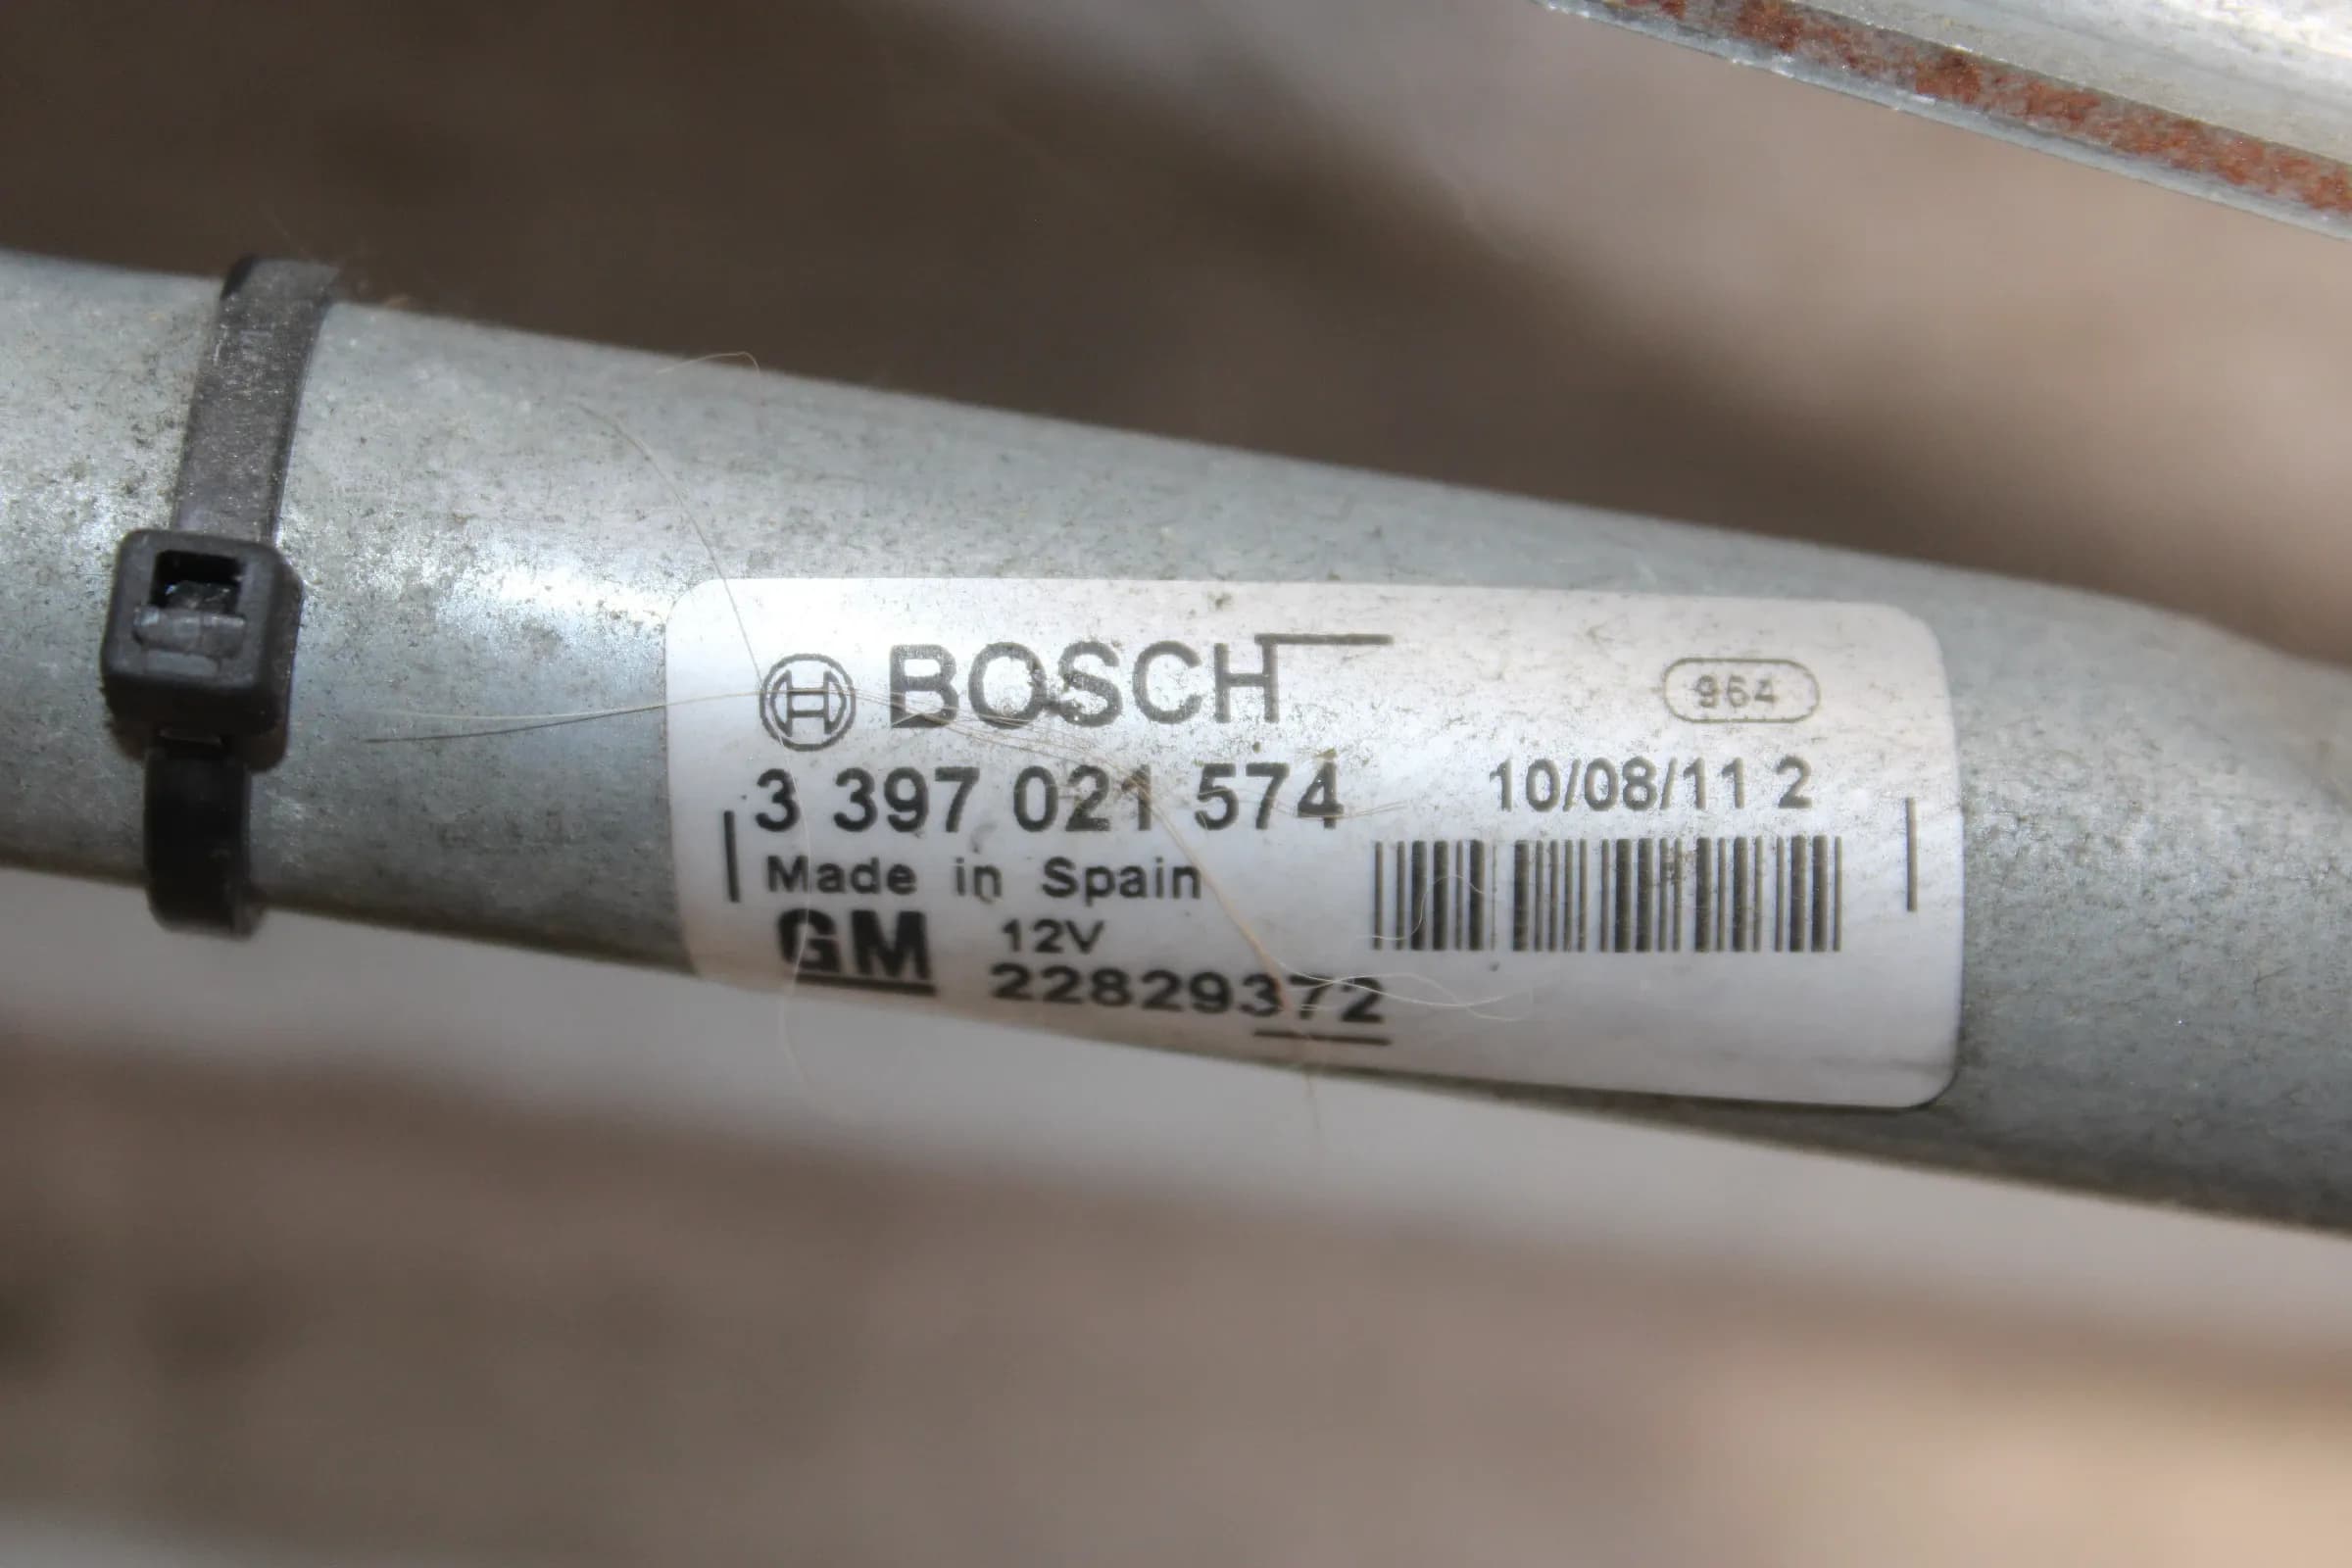 BOSCH
964
3 397 021 574
10/08/11 2
Made in Spain
GM
12V
22829372